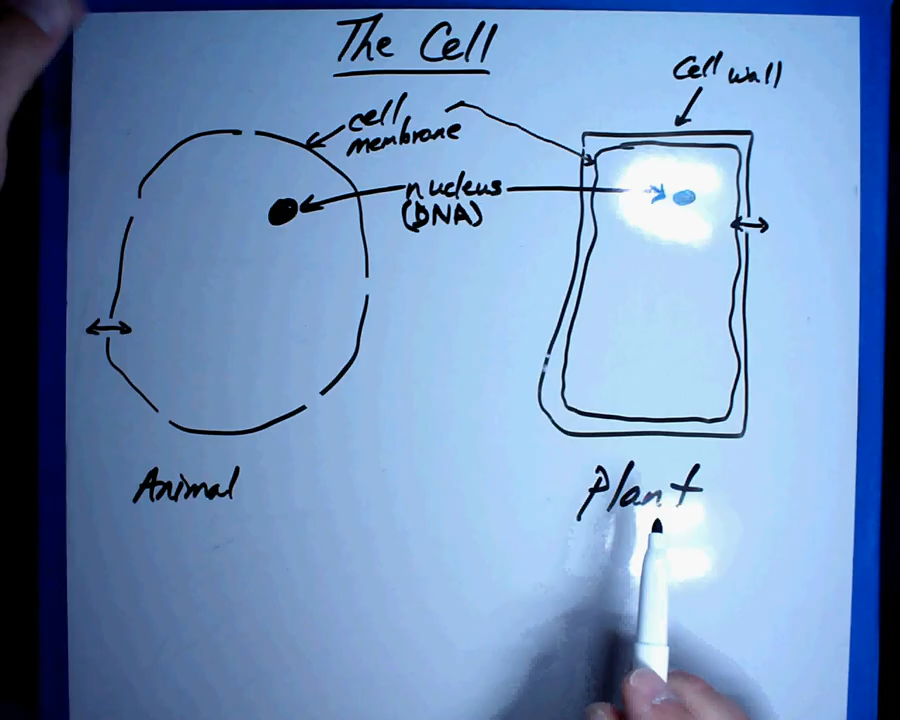 The Cell
Cell wall
cell
membrane
nucleus
(DNA)
Animal
Plant